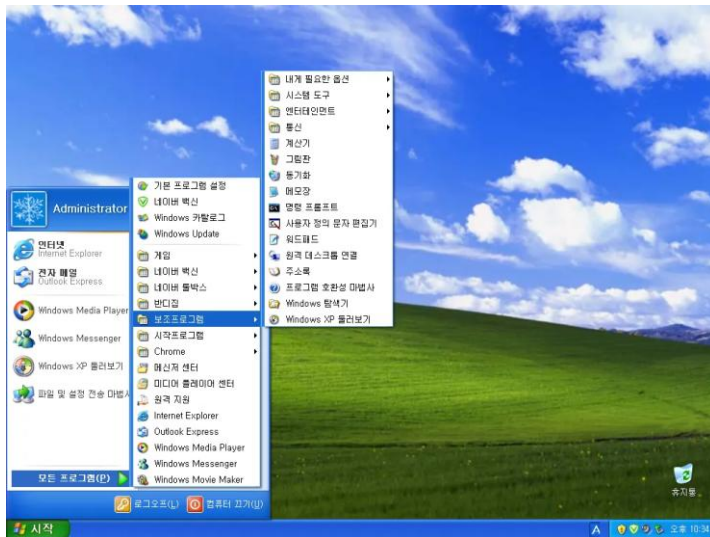 Administrator
인터넷
Internet Explorer
전자 메일
Outlook Express
Windows Media Player
Windows Messenger
Windows XP 둘러보기
파일 및 설정 전송 마법사
모든 프로그램(P)
로그오프(L)
컴퓨터 끄기(U)
기본 프로그램 설정
네이버 백신
Windows 카탈로그
Windows Update
게임
네이버 백신
네이버 툴박스
반디집
보조프로그램
시작프로그램
Chrome
메신저 센터
미디어 플레이어 센터
원격 지원
Internet Explorer
Outlook Express
Windows Media Player
Windows Messenger
Windows Movie Maker
내게 필요한 옵션
시스템 도구
엔터테인먼트
통신
계산기
그림판
동기화
메모장
명령 프롬프트
사용자 정의 문자 편집기
워드패드
원격 데스크톱 연결
주소록
프로그램 호환성 마법사
Windows 탐색기
Windows XP 둘러보기
휴지통
시작
A
오후 10:34